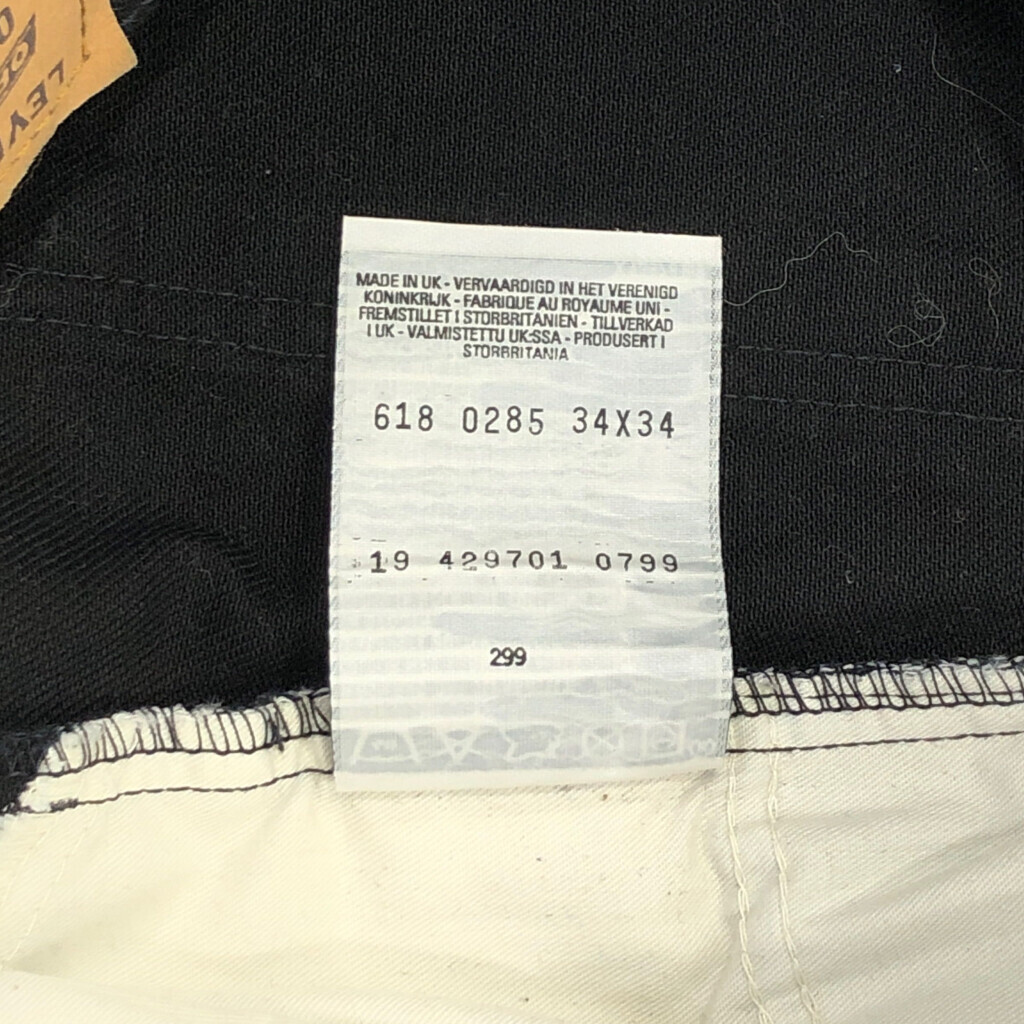 LEV
MADE IN UK - VERVAARDIGD IN HET VERENIGD
KONINKRIJK - FABRIQUE AU ROYAUME UNI -
FREMSTILLET I STORBRITANIEN - TILLVERKAD
I UK - VALMISTETTU UK:SSA - PRODUSERT I
STORBRITANIA
618 0285 34X34
19 429701 0799
299